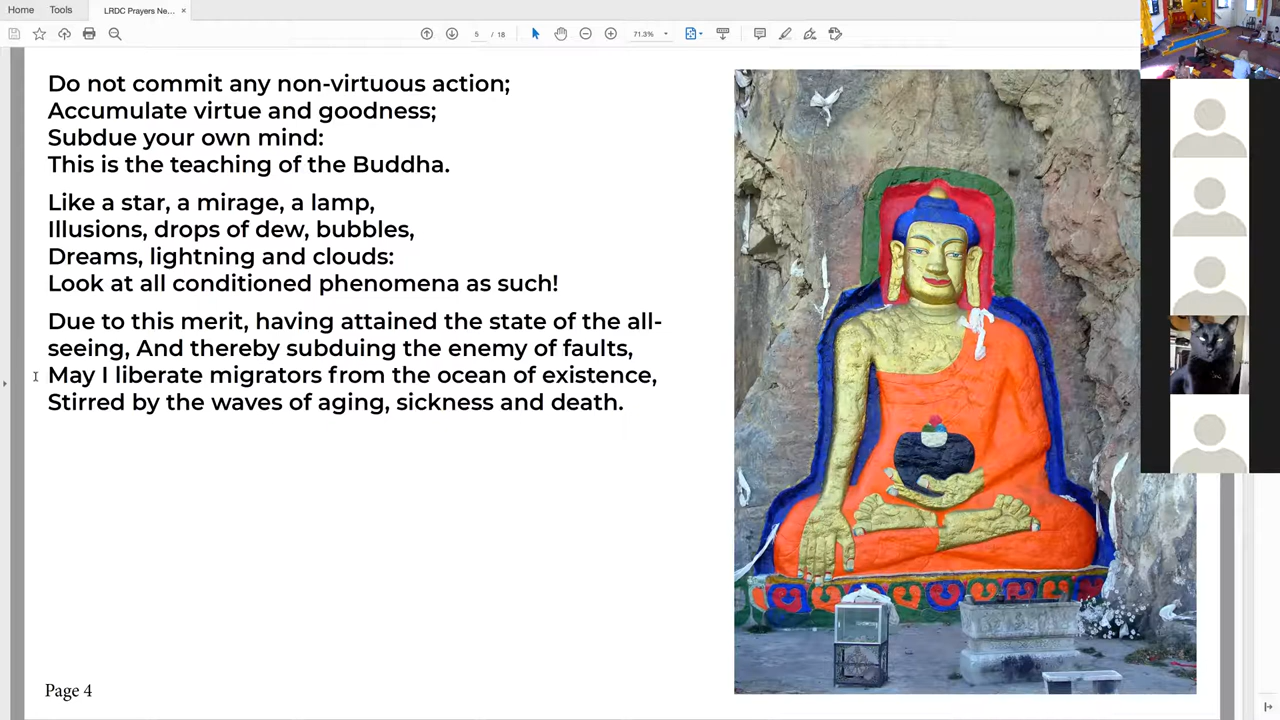 Home Tools LRDC Prayers Ne... ×
5 / 18 71.3%
Do not commit any non-virtuous action;
Accumulate virtue and goodness;
Subdue your own mind:
This is the teaching of the Buddha.
Like a star, a mirage, a lamp,
Illusions, drops of dew, bubbles,
Dreams, lightning and clouds:
Look at all conditioned phenomena as such!
Due to this merit, having attained the state of the all-
seeing, And thereby subduing the enemy of faults,
May I liberate migrators from the ocean of existence,
Stirred by the waves of aging, sickness and death.
Page 4